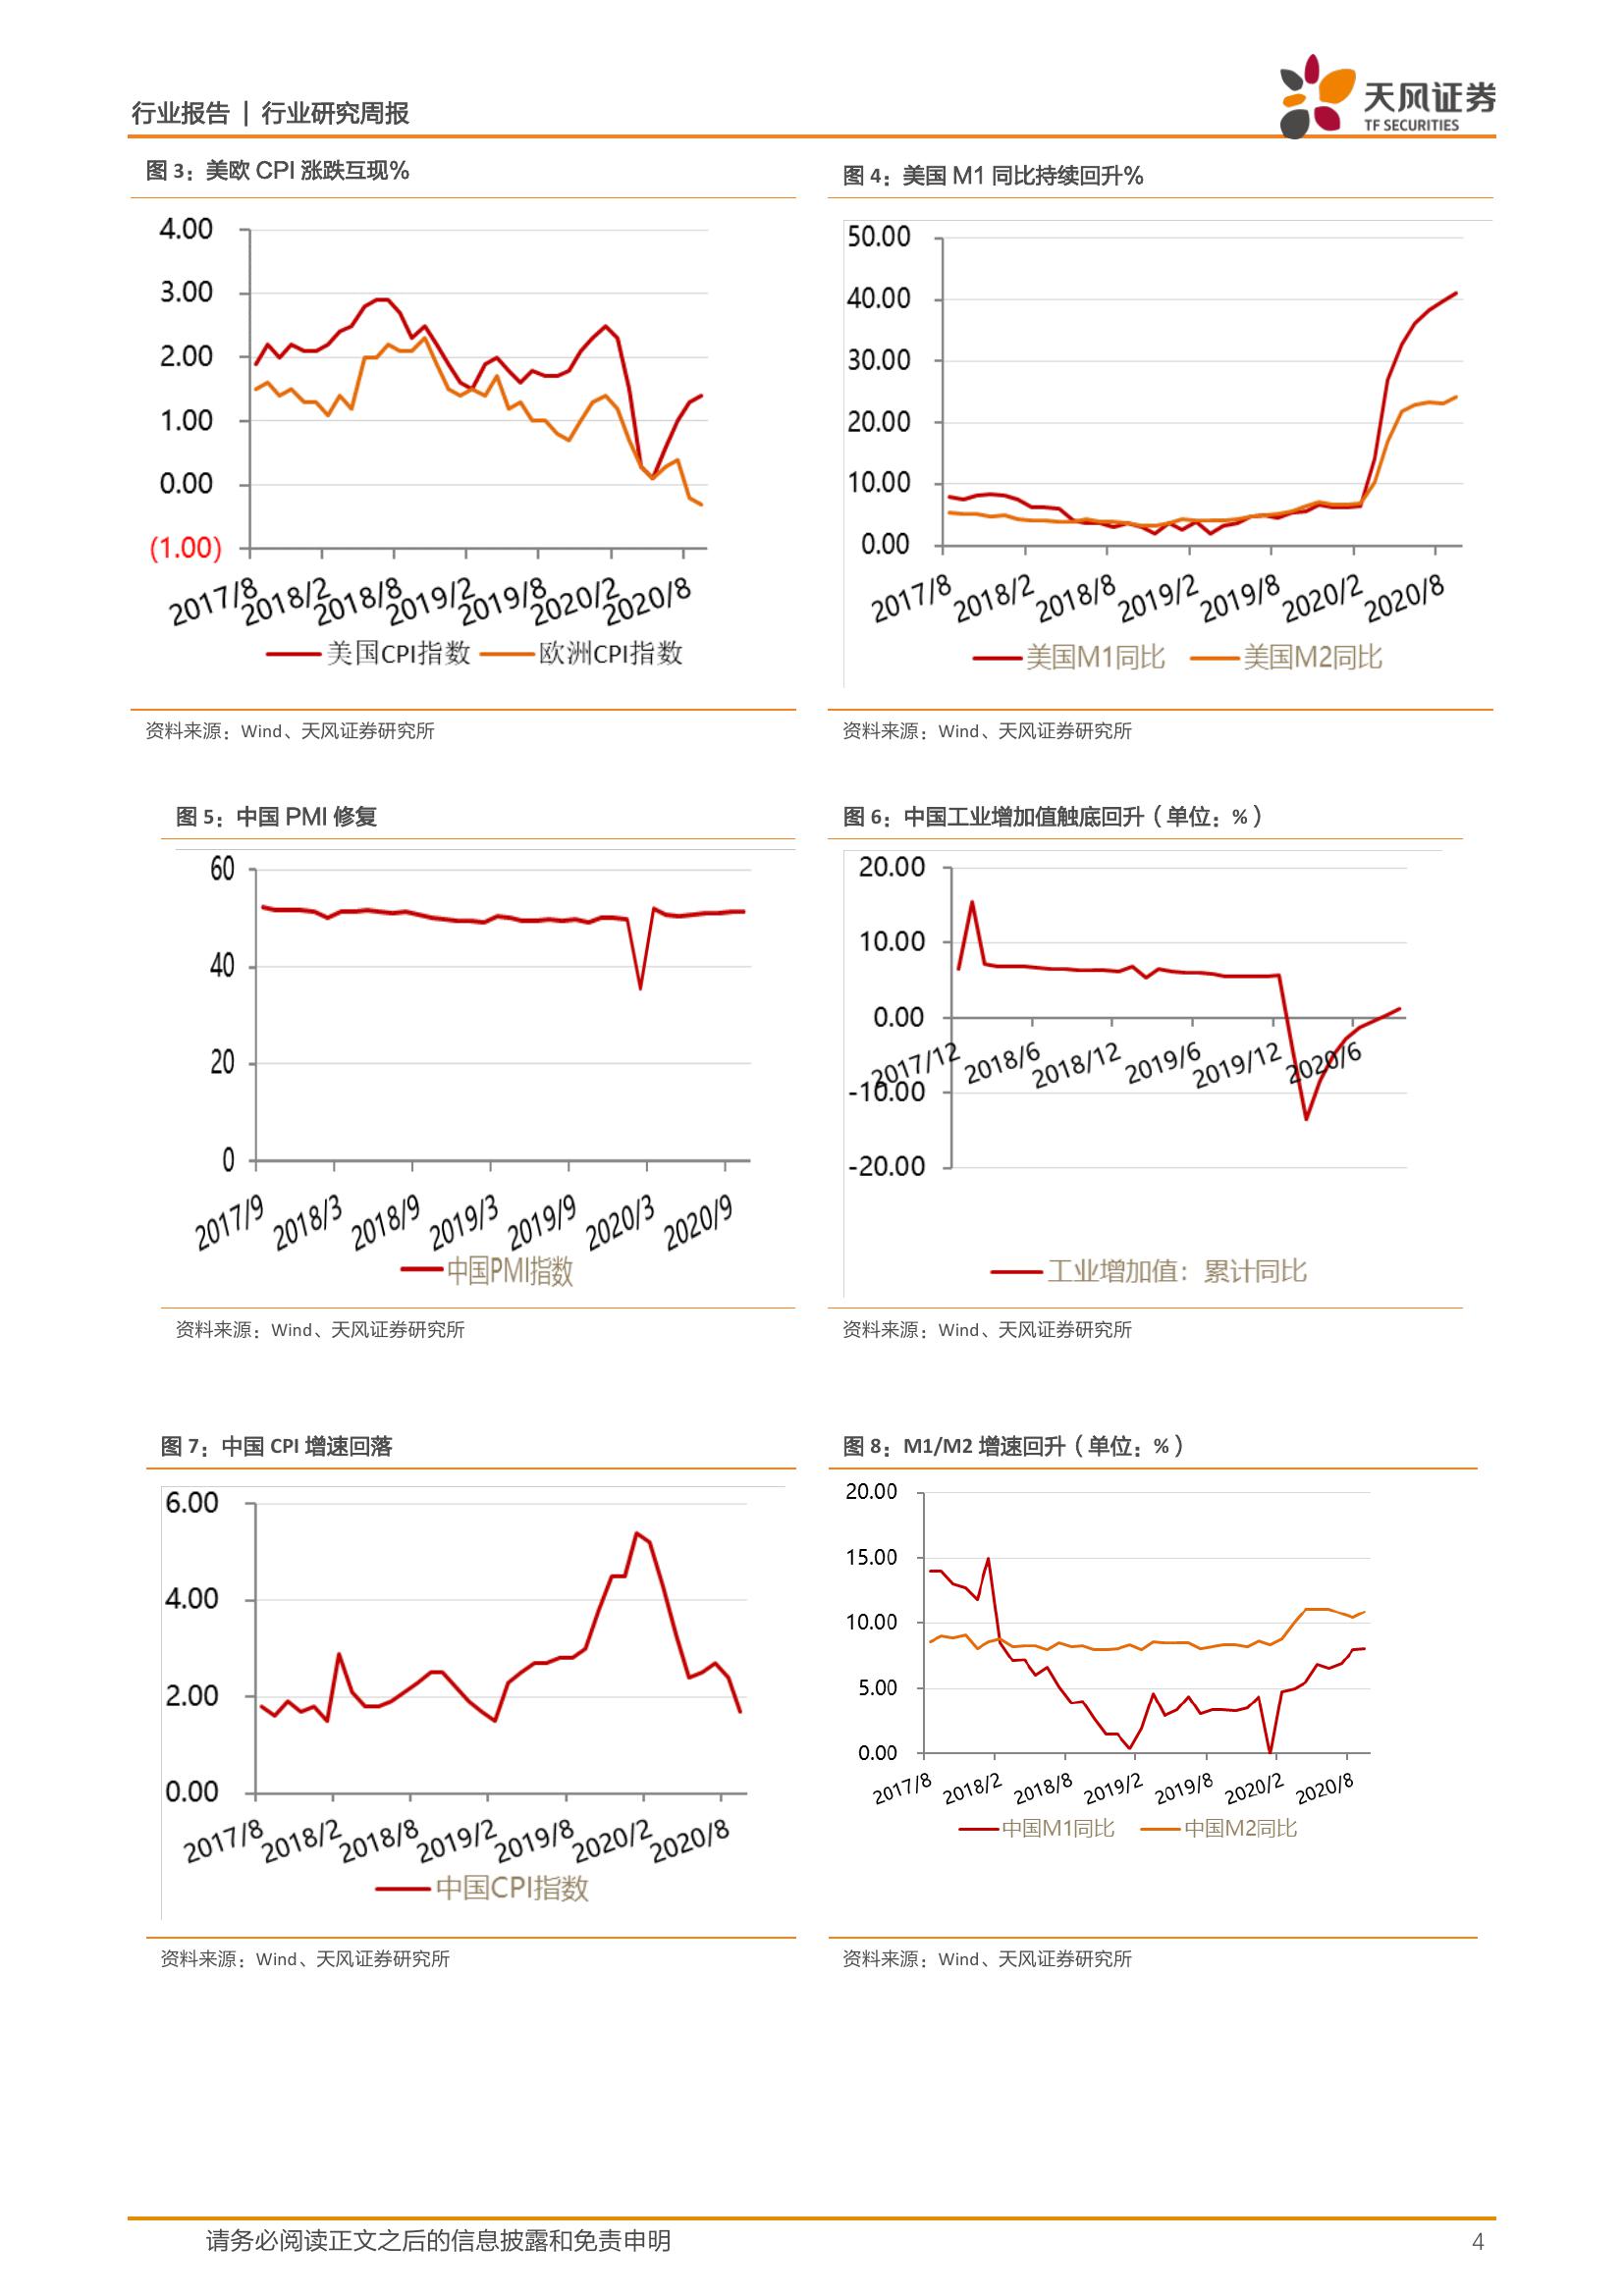 行业报告 | 行业研究周报
天风证券
TF SECURITIES
图 3：美欧 CPI 涨跌互现%
4.00
3.00
2.00
1.00
0.00
(1.00)
2017/8 2018/2 2018/8 2019/2 2019/8 2020/2 2020/8
美国CPI指数 欧洲CPI指数
资料来源：Wind、天风证券研究所
图 4：美国 M1 同比持续回升%
50.00
40.00
30.00
20.00
10.00
0.00
2017/8 2018/2 2018/8 2019/2 2019/8 2020/2 2020/8
美国M1同比 美国M2同比
资料来源：Wind、天风证券研究所
图 5：中国 PMI 修复
60
40
20
0
2017/9 2018/3 2018/9 2019/3 2019/9 2020/3 2020/9
中国PMI指数
资料来源：Wind、天风证券研究所
图 6：中国工业增加值触底回升（单位：%）
20.00
10.00
0.00
-10.00
-20.00
2017/12 2018/6 2018/12 2019/6 2019/12 2020/6
工业增加值：累计同比
资料来源：Wind、天风证券研究所
图 7：中国 CPI 增速回落
6.00
4.00
2.00
0.00
2017/8 2018/2 2018/8 2019/2 2019/8 2020/2 2020/8
中国CPI指数
资料来源：Wind、天风证券研究所
图 8：M1/M2 增速回升（单位：%）
20.00
15.00
10.00
5.00
0.00
2017/8 2018/2 2018/8 2019/2 2019/8 2020/2 2020/8
中国M1同比 中国M2同比
资料来源：Wind、天风证券研究所
请务必阅读正文之后的信息披露和免责申明
4